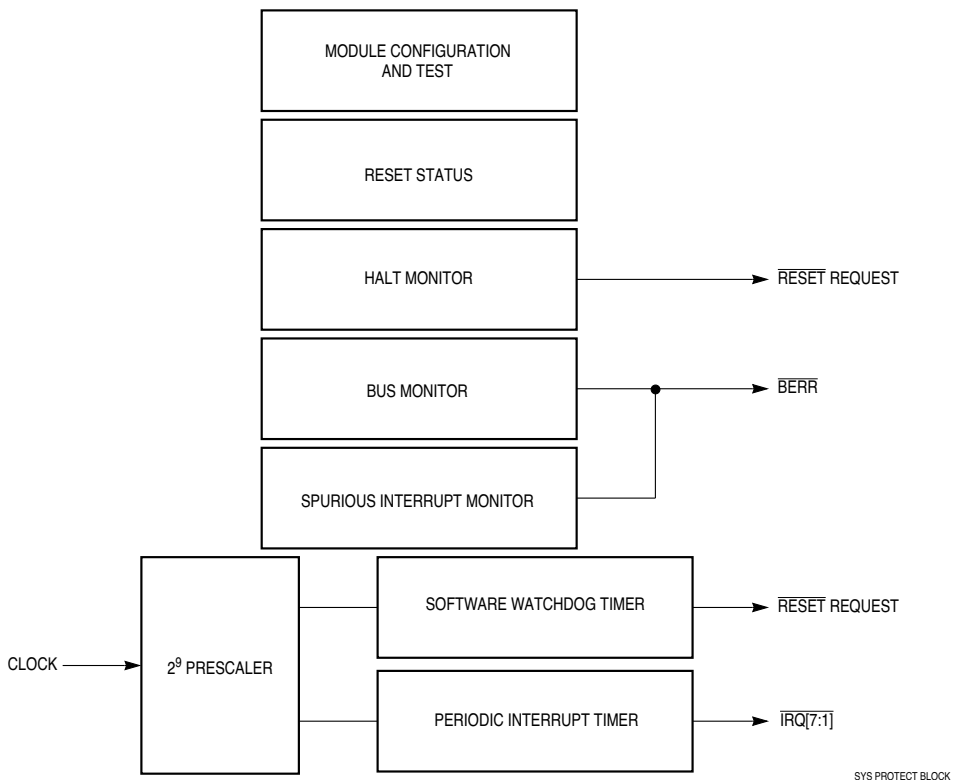 MODULE CONFIGURATION
AND TEST
RESET STATUS
HALT MONITOR
RESET REQUEST
BUS MONITOR
BERR
SPURIOUS INTERRUPT MONITOR
SOFTWARE WATCHDOG TIMER
RESET REQUEST
CLOCK
2⁹ PRESCALER
PERIODIC INTERRUPT TIMER
IRQ[7:1]
SYS PROTECT BLOCK